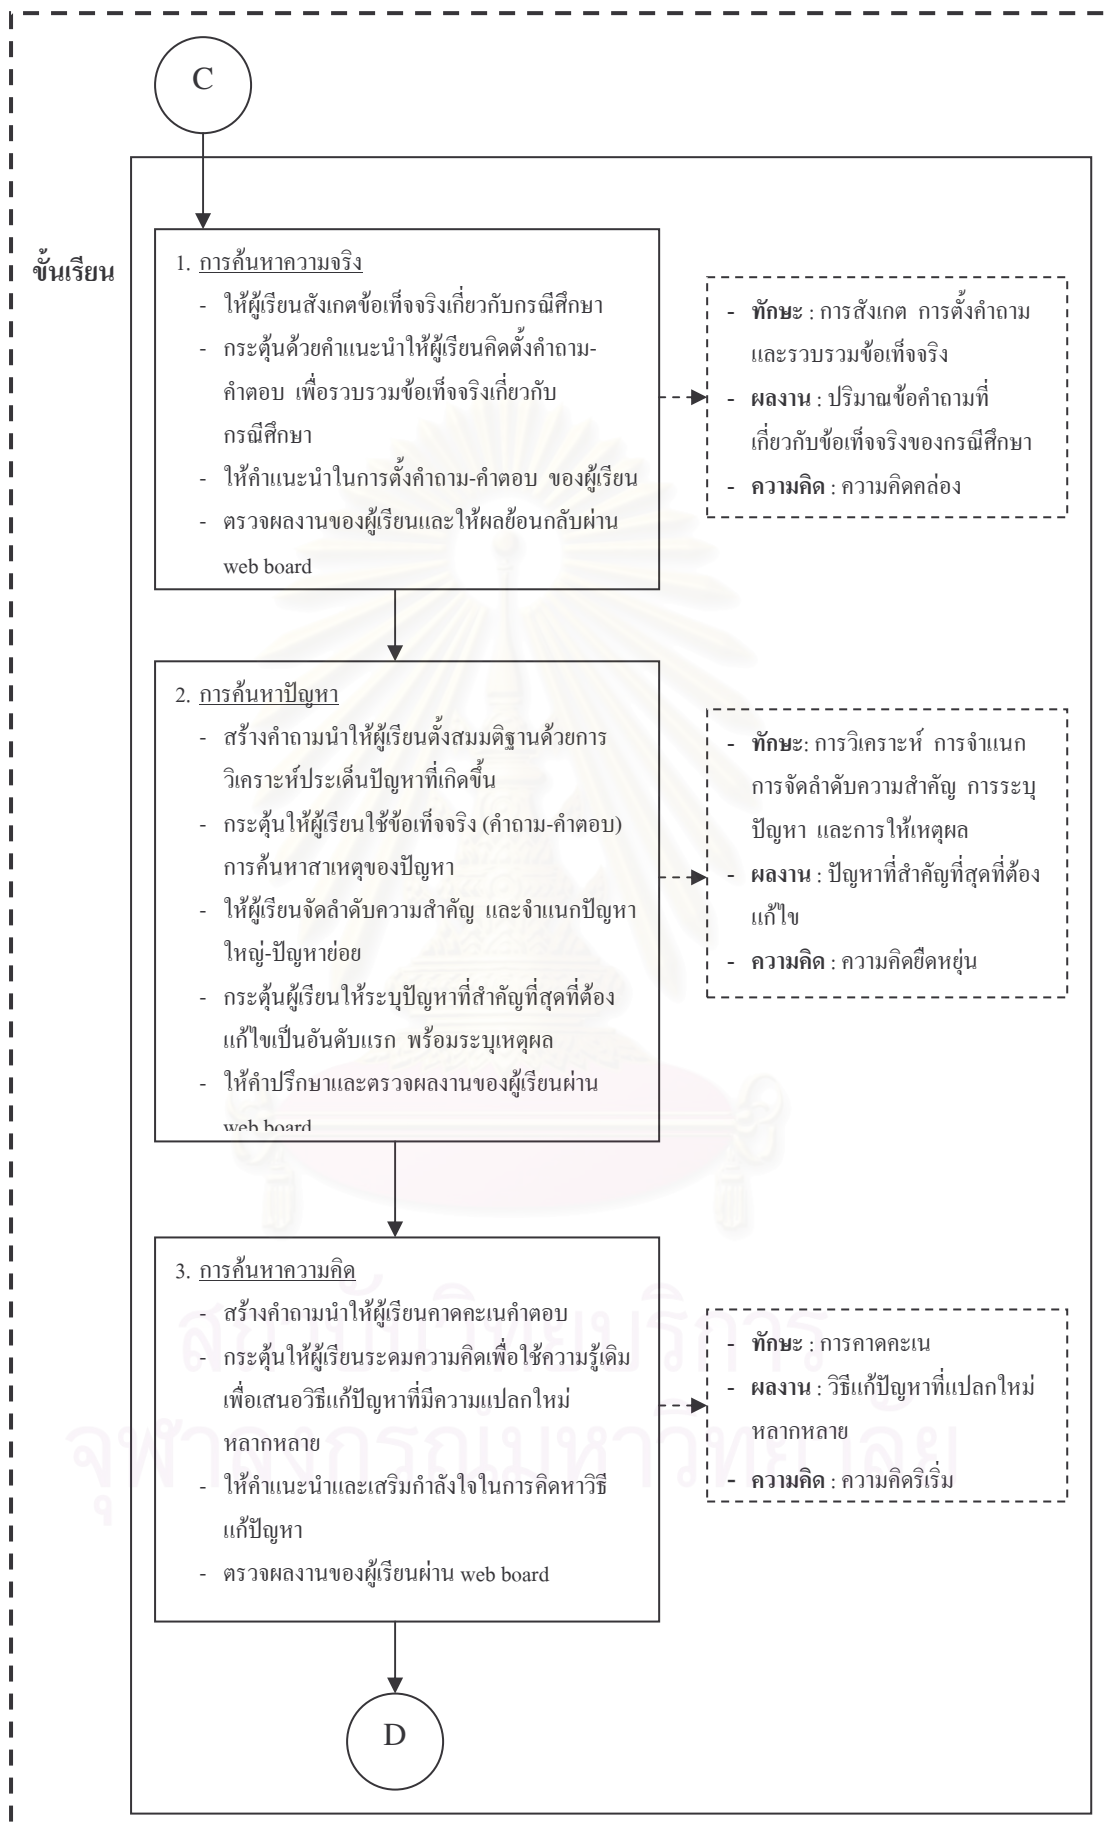 C
ขั้นเรียน
1. การค้นหาความจริง
- ให้ผู้เรียนสังเกตข้อเท็จจริงเกี่ยวกับกรณีศึกษา
- กระตุ้นด้วยคำแนะนำให้ผู้เรียนคิดตั้งคำถาม-
คำตอบ เพื่อรวบรวมข้อเท็จจริงเกี่ยวกับ
กรณีศึกษา
- ให้คำแนะนำในการตั้งคำถาม-คำตอบ ของผู้เรียน
- ตรวจผลงานของผู้เรียนและให้ผลย้อนกลับผ่าน
web board
- ทักษะ : การสังเกต การตั้งคำถาม
และรวบรวมข้อเท็จจริง
- ผลงาน : ปริมาณข้อคำถามที่
เกี่ยวกับข้อเท็จจริงของกรณีศึกษา
- ความคิด : ความคิดคล่อง
2. การค้นหาปัญหา
- สร้างคำถามนำให้ผู้เรียนตั้งสมมติฐานด้วยการ
วิเคราะห์ประเด็นปัญหาที่เกิดขึ้น
- กระตุ้นให้ผู้เรียนใช้ข้อเท็จจริง (คำถาม-คำตอบ)
การค้นหาสาเหตุของปัญหา
- ให้ผู้เรียนจัดลำดับความสำคัญ และจำแนกปัญหา
ใหญ่-ปัญหาย่อย
- กระตุ้นผู้เรียนให้ระบุปัญหาที่สำคัญที่สุดที่ต้อง
แก้ไขเป็นอันดับแรก พร้อมระบุเหตุผล
- ให้คำปรึกษาและตรวจผลงานของผู้เรียนผ่าน
web board
- ทักษะ: การวิเคราะห์ การจำแนก
การจัดลำดับความสำคัญ การระบุ
ปัญหา และการให้เหตุผล
- ผลงาน : ปัญหาที่สำคัญที่สุดที่ต้อง
แก้ไข
- ความคิด : ความคิดยืดหยุ่น
3. การค้นหาความคิด
- สร้างคำถามนำให้ผู้เรียนคาดคะเนคำตอบ
- กระตุ้นให้ผู้เรียนระดมความคิดเพื่อใช้ความรู้เดิม
เพื่อเสนอวิธีแก้ปัญหาที่มีความแปลกใหม่
หลากหลาย
- ให้คำแนะนำและเสริมกำลังใจในการคิดหาวิธี
แก้ปัญหา
- ตรวจผลงานของผู้เรียนผ่าน web board
- ทักษะ : การคาดคะเน
- ผลงาน : วิธีแก้ปัญหาที่แปลกใหม่
หลากหลาย
- ความคิด : ความคิดริเริ่ม
D
สถาบันวิทยบริการ
จุฬาลงกรณ์มหาวิทยาลัย